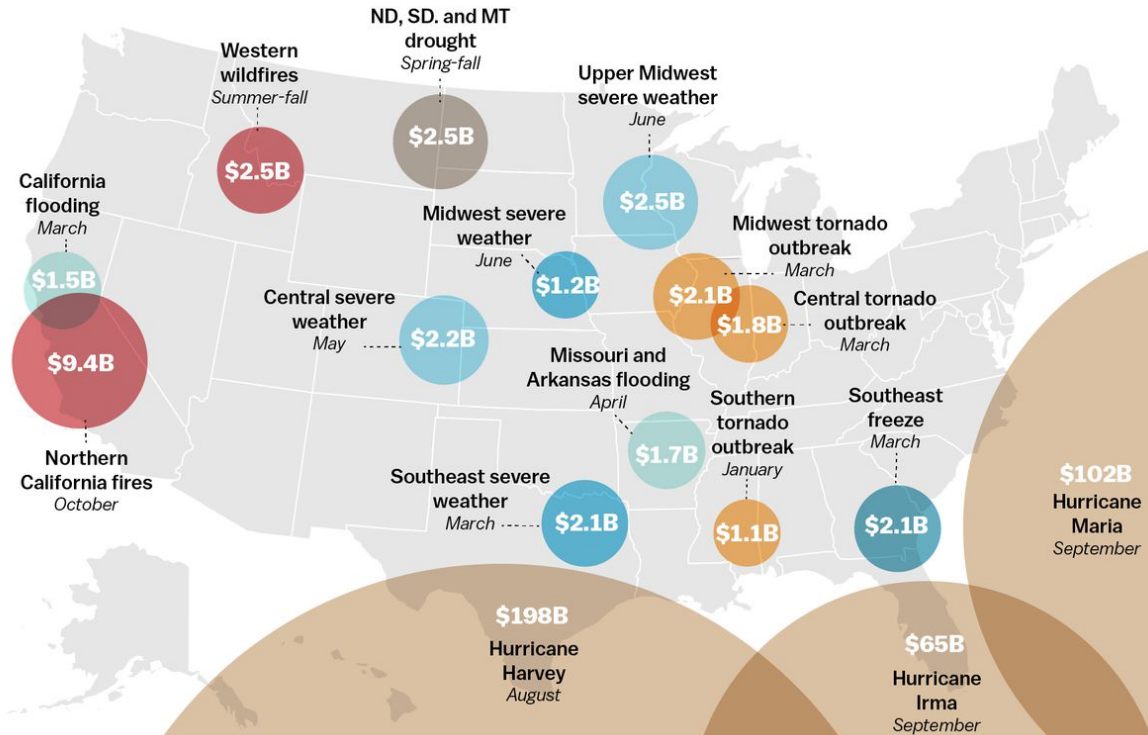 ND, SD. and MT
drought
Spring-fall
$2.5B
Western
wildfires
Summer-fall
$2.5B
Upper Midwest
severe weather
June
$2.5B
California
flooding
March
$1.5B
Midwest severe
weather
June
$1.2B
Midwest tornado
outbreak
March
$2.1B
Central severe
weather
May
$2.2B
Central tornado
outbreak
March
$1.8B
$9.4B
Northern
California fires
October
Missouri and
Arkansas flooding
April
$1.7B
Southern
tornado
outbreak
January
$1.1B
Southeast
freeze
March
$2.1B
Southeast severe
weather
March
$2.1B
$102B
Hurricane
Maria
September
$198B
Hurricane
Harvey
August
$65B
Hurricane
Irma
September